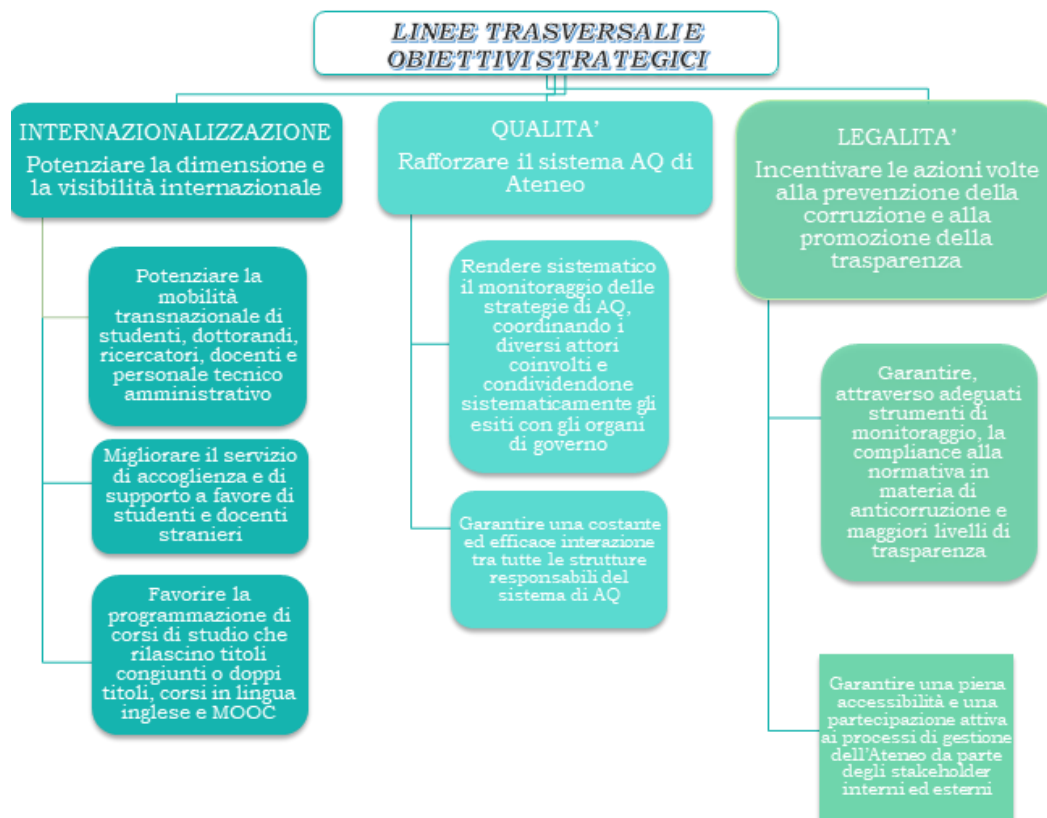 LINEE TRASVERSALI E
OBIETTIVI STRATEGICI
INTERNAZIONALIZZAZIONE
Potenziare la dimensione e
la visibilità internazionale
Potenziare la
mobilità
transnazionale di
studenti, dottorandi,
ricercatori, docenti e
personale tecnico
amministrativo
Migliorare il servizio
di accoglienza e di
supporto a favore di
studenti e docenti
stranieri
Favorire la
programmazione di
corsi di studio che
rilascino titoli
congiunti o doppi
titoli, corsi in lingua
inglese e MOOC
QUALITA’
Rafforzare il sistema AQ di
Ateneo
Rendere sistematico
il monitoraggio delle
strategie di AQ,
coordinando i
diversi attori
coinvolti e
condividendone
sistematicamente gli
esiti con gli organi
di governo
Garantire una costante
ed efficace interazione
tra tutte le strutture
responsabili del
sistema di AQ
LEGALITA’
Incentivare le azioni volte
alla prevenzione della
corruzione e alla
promozione della
trasparenza
Garantire,
attraverso adeguati
strumenti di
monitoraggio, la
compliance alla
normativa in
materia di
anticorruzione e
maggiori livelli di
trasparenza
Garantire una piena
accessibilità e una
partecipazione attiva
ai processi di gestione
dell’Ateneo da parte
degli stakeholder
interni ed esterni